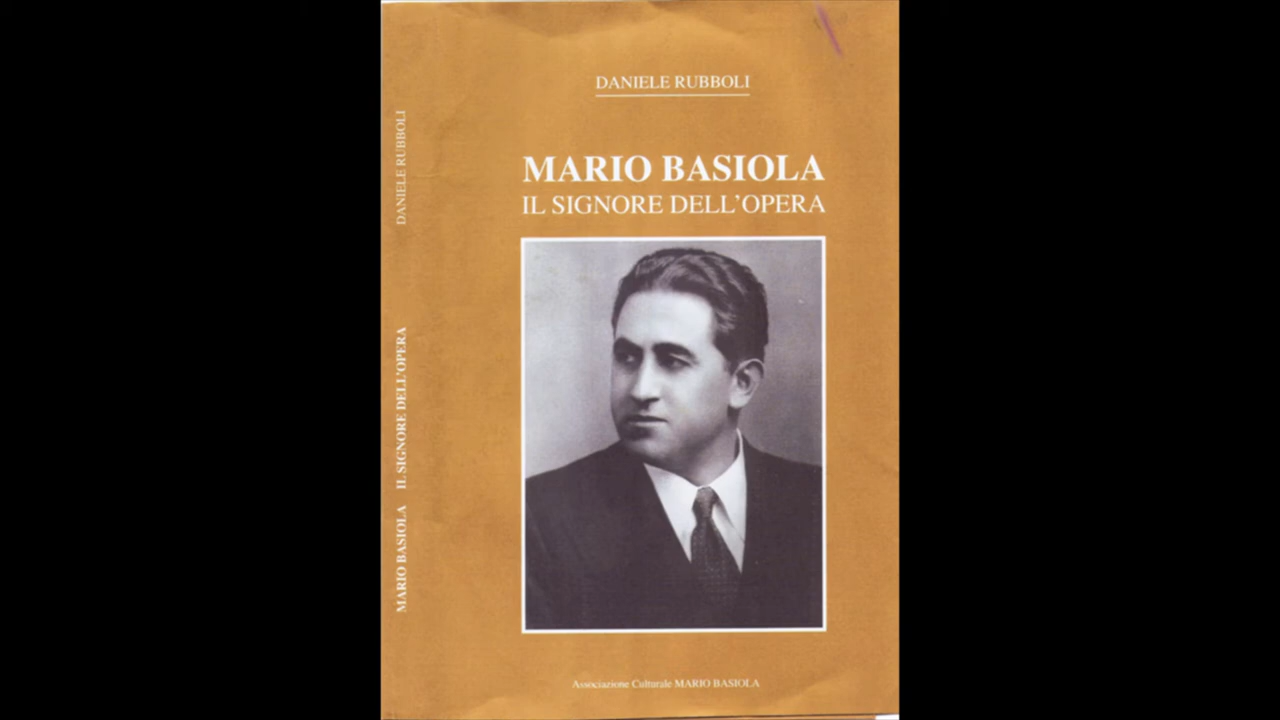 DANIELE RUBBOLI
MARIO BASIOLA
IL SIGNORE DELL'OPERA
Associazione Culturale MARIO BASIOLA
MARIO BASIOLA IL SIGNORE DELL'OPERA DANIELE RUBBOLI